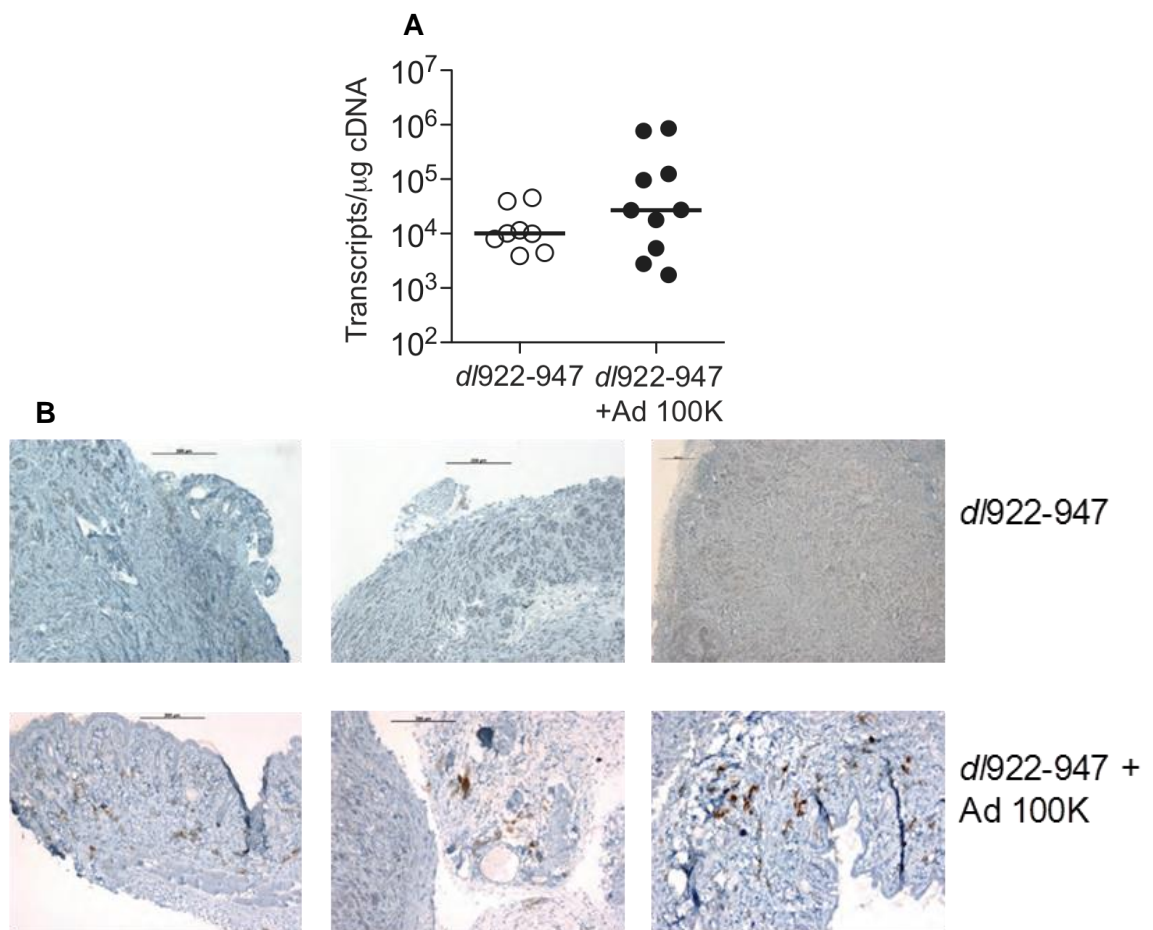 A
Transcripts/µg cDNA
10⁷
10⁶
10⁵
10⁴
10³
10²
dl922-947
dl922-947
+Ad 100K
B
dl922-947
dl922-947 +
Ad 100K